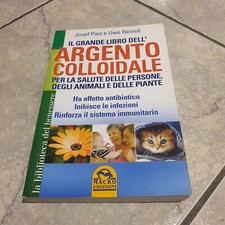 Josef Pies e Uwe Reinelt
IL GRANDE LIBRO DELL'
ARGENTO
COLLOIDALE
PER LA SALUTE DELLE PERSONE,
DEGLI ANIMALI E DELLE PIANTE
Ha effetto antibiotico
Inibisce le infezioni
Rinforza il sistema immunitario
la biblioteca del benessere
MACRO
EDIZIONI